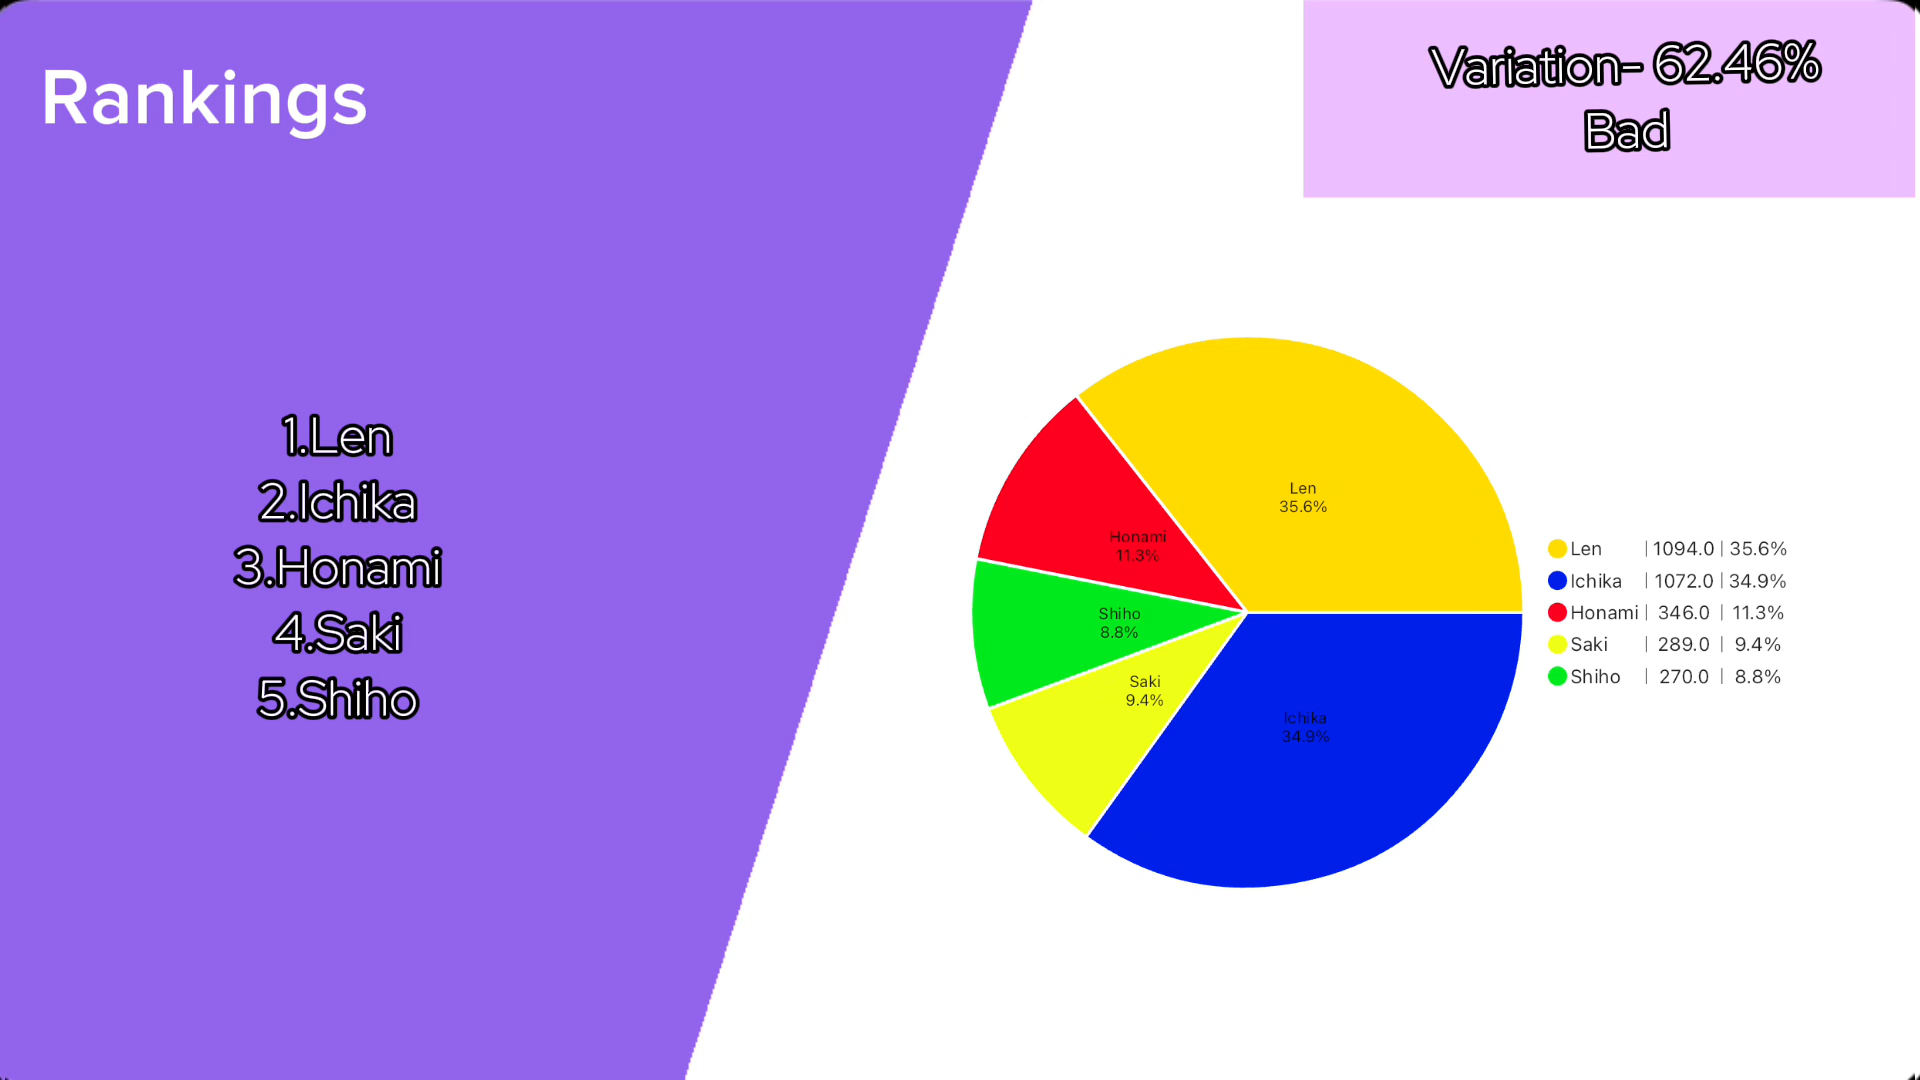 Rankings
Variation- 62.46%
Bad
1.Len
2.Ichika
3.Honami
4.Saki
5.Shiho
Len
35.6%
Honami
11.3%
Shiho
8.8%
Saki
9.4%
Ichika
34.9%
Len | 1094.0 | 35.6%
Ichika | 1072.0 | 34.9%
Honami | 346.0 | 11.3%
Saki | 289.0 | 9.4%
Shiho | 270.0 | 8.8%